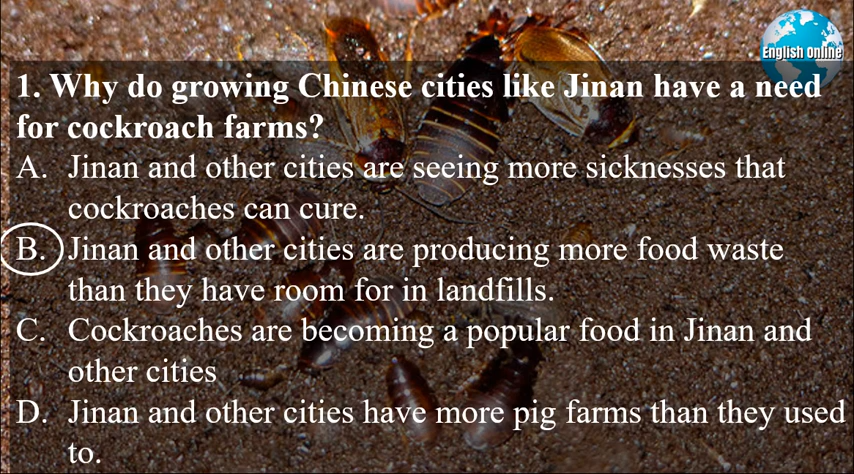 English Online
1. Why do growing Chinese cities like Jinan have a need
for cockroach farms?
A. Jinan and other cities are seeing more sicknesses that
cockroaches can cure.
B. Jinan and other cities are producing more food waste
than they have room for in landfills.
C. Cockroaches are becoming a popular food in Jinan and
other cities
D. Jinan and other cities have more pig farms than they used
to.